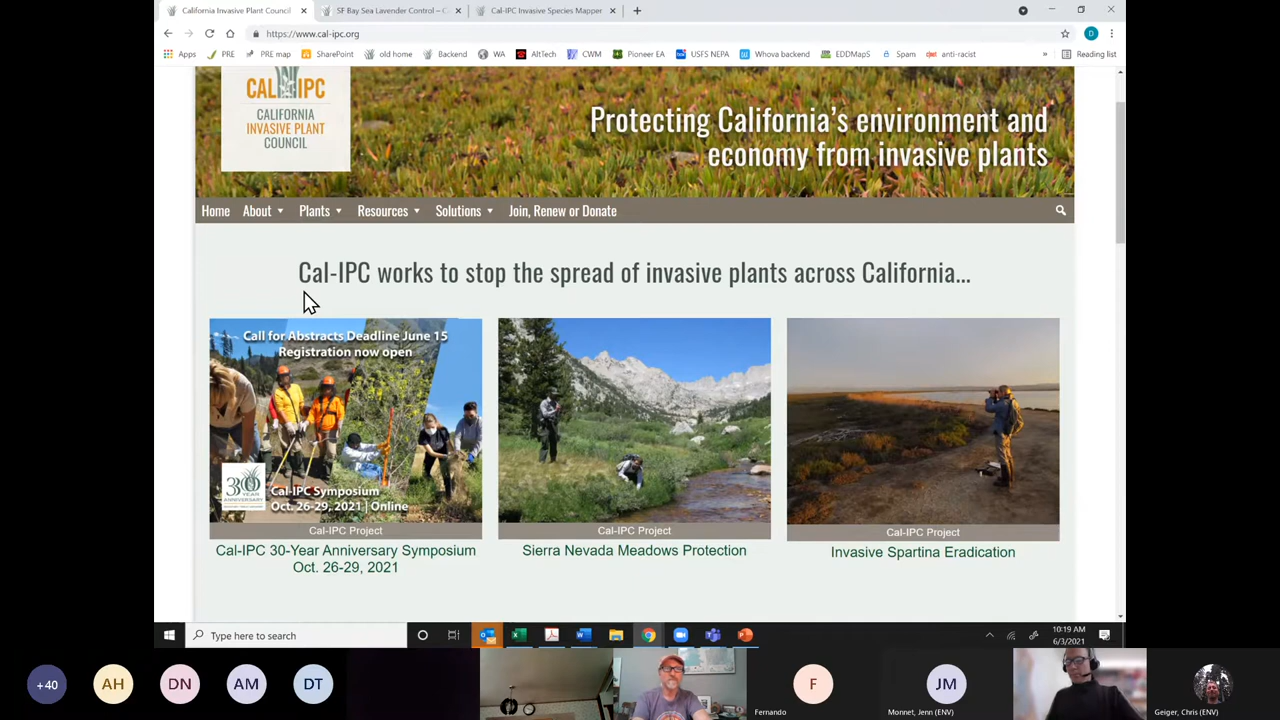 California Invasive Plant Council
SF Bay Sea Lavender Control – C
Cal-IPC Invasive Species Mapper
https://www.cal-ipc.org
Apps
PRE
PRE map
SharePoint
old home
Backend
WA
AltTech
CWM
Pioneer EA
USFS NEPA
Whova backend
EDDMapS
Spam
anti-racist
»
Reading list
D
CAL IPC
CALIFORNIA
INVASIVE PLANT
COUNCIL
Protecting California's environment and
economy from invasive plants
Home
About
Plants
Resources
Solutions
Join, Renew or Donate
Cal-IPC works to stop the spread of invasive plants across California...
Call for Abstracts Deadline June 15
Registration now open
30
YEAR
ANNIVERSARY
Cal-IPC Symposium
Oct. 26-29, 2021 | Online
Cal-IPC Project
Cal-IPC 30-Year Anniversary Symposium
Oct. 26-29, 2021
Cal-IPC Project
Sierra Nevada Meadows Protection
Cal-IPC Project
Invasive Spartina Eradication
Type here to search
10:19 AM
6/3/2021
+40
AH
DN
AM
DT
F
Fernando
JM
Monnet, Jenn (ENV)
Geiger, Chris (ENV)